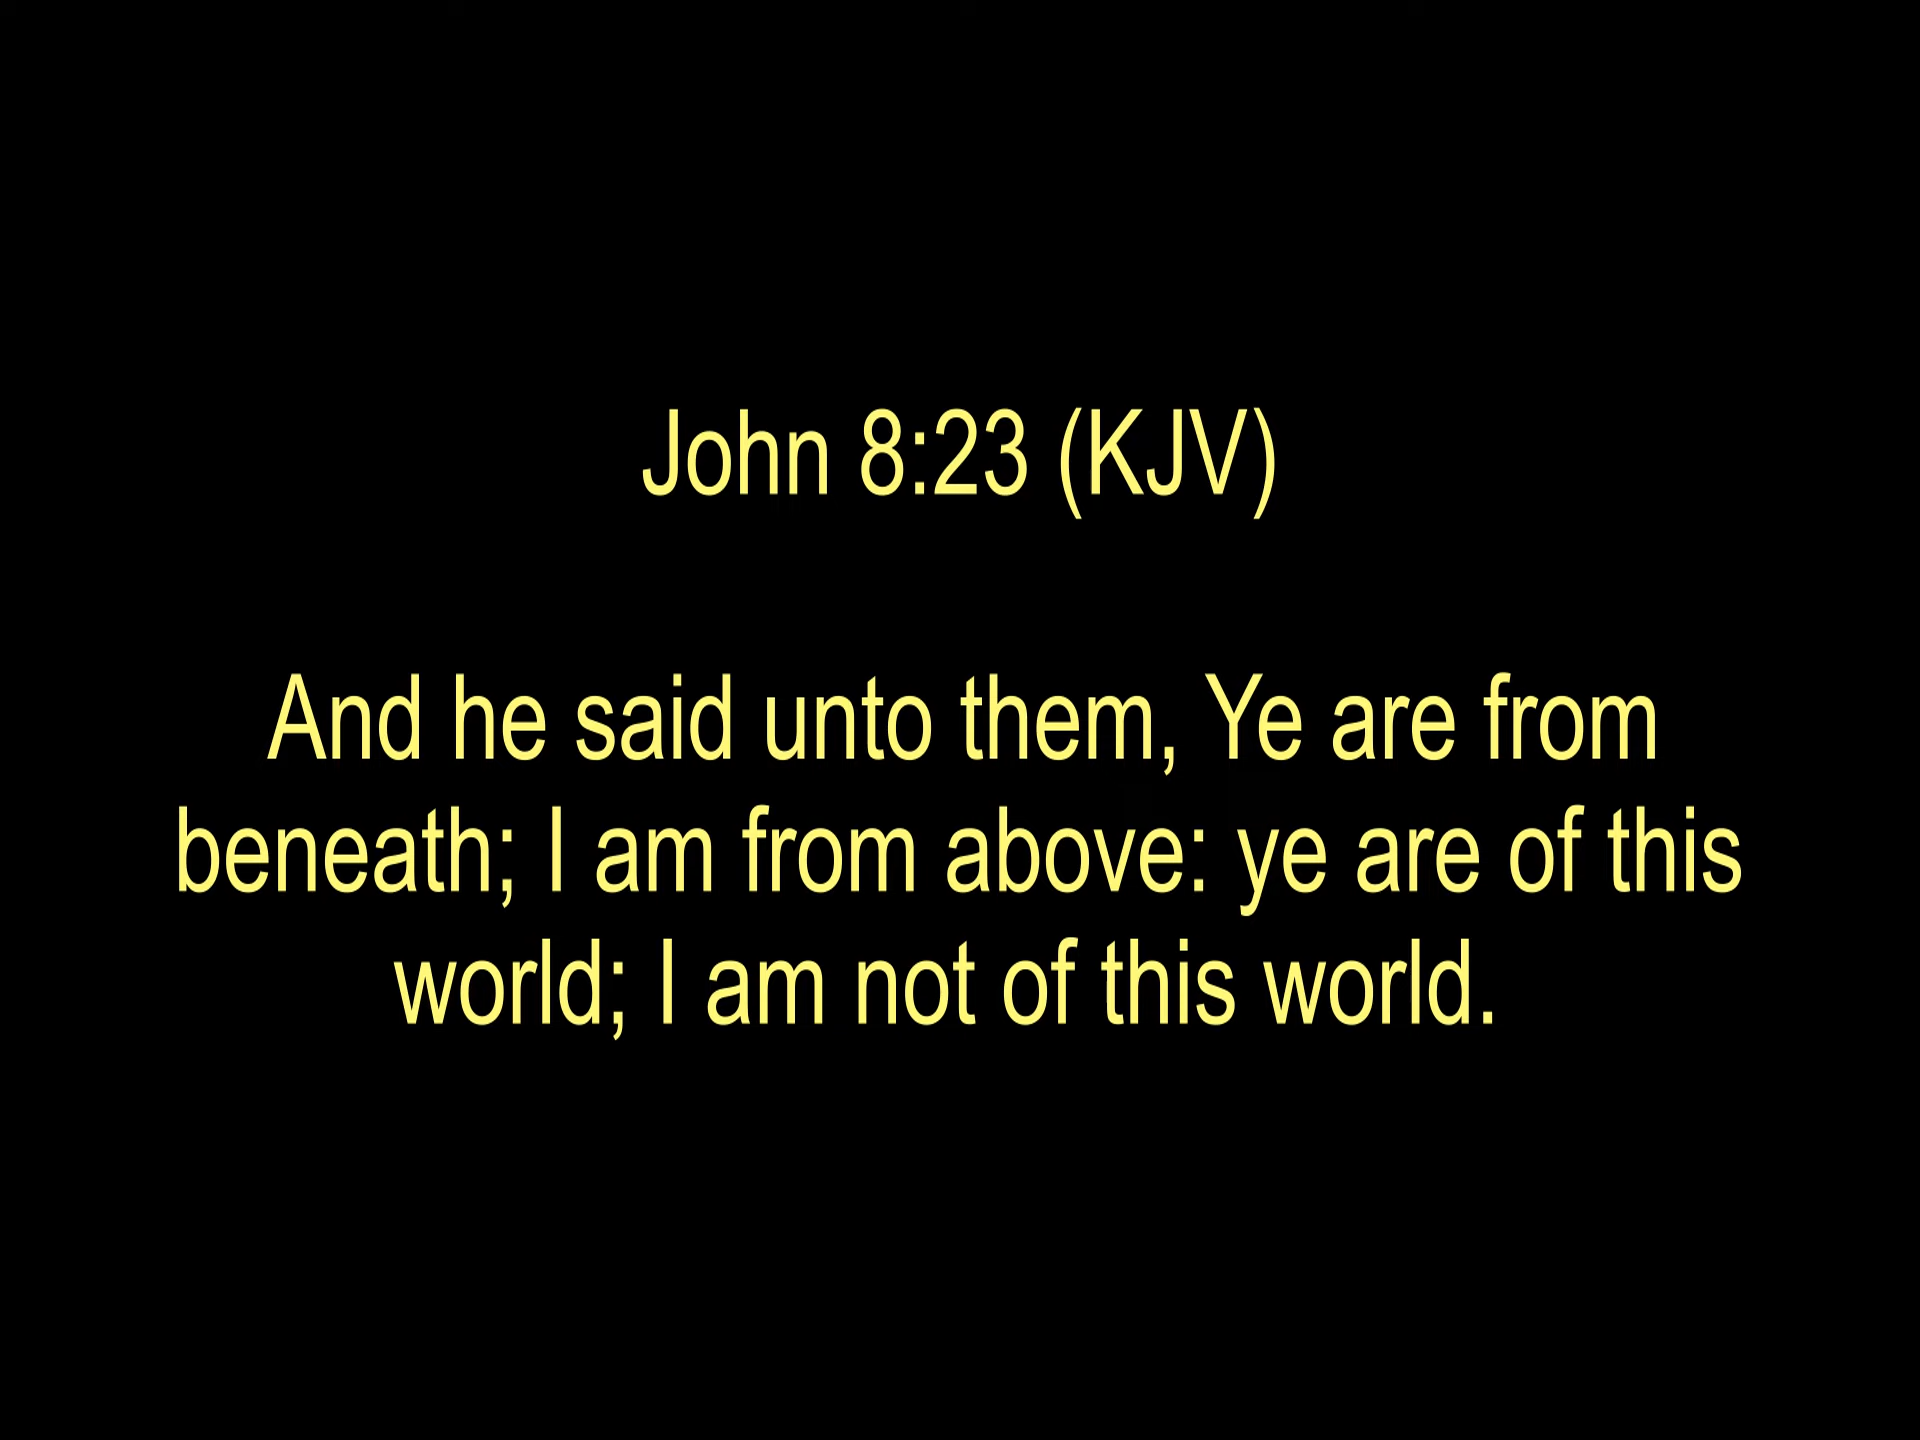 John 8:23 (KJV)
And he said unto them, Ye are from
beneath; I am from above: ye are of this
world; I am not of this world.